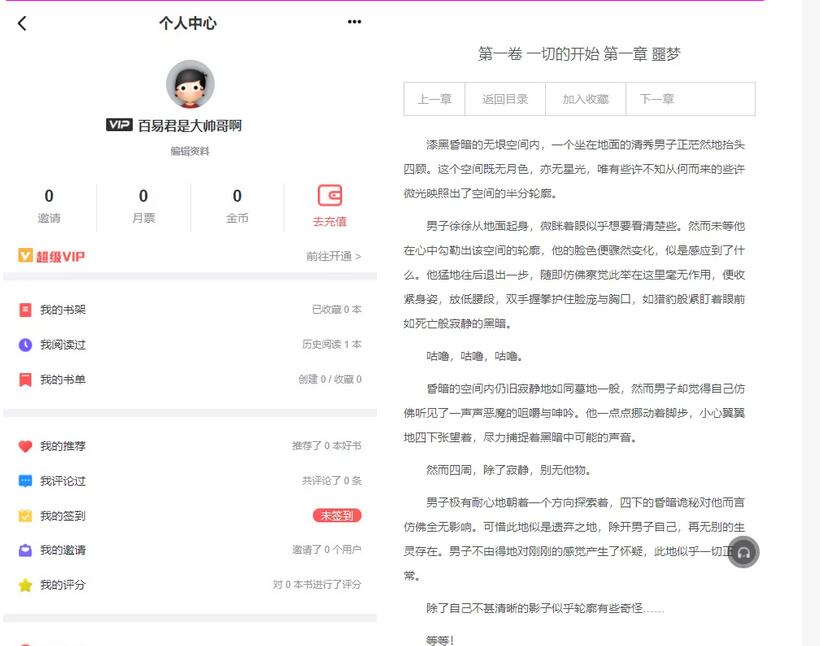 个人中心
VIP 百易君是大帅哥啊
编辑资料
0 0 0
邀请 月票 金币 去充值
超级VIP 前往开通 >
我的书架 已收藏 0 本
我阅读过 历史阅读 1 本
我的书单 创建 0 / 收藏 0
我的推荐 推荐了 0 本好书
我评论过 共评论了 0 条
我的签到 未签到
我的邀请 邀请了 0 个用户
我的评分 对 0 本书进行了评分
第一卷 一切的开始 第一章 噩梦
上一章 返回目录 加入收藏 下一章
漆黑昏暗的无垠空间内，一个坐在地面的清秀男子正茫然地抬头
四顾。这个空间既无月色，亦无星光，唯有些许不知从何而来的些许
微光映照出了空间的半分轮廓。
男子徐徐从地面起身，微眯着眼似乎想要看清楚些。然而未等他
在心中勾勒出该空间的轮廓，他的脸色便骤然变化，似是感应到了什
么。他猛地往后退出一步，随即仿佛察觉此举在这里毫无作用，便收
紧身姿，放低腰段，双手握拳护住脸庞与胸口，如猎豹般紧盯着眼前
如死亡般寂静的黑暗。
咕噜，咕噜，咕噜。
昏暗的空间内仍旧寂静地如同墓地一般，然而男子却觉得自己仿
佛听见了一声声恶魔的咀嚼与呻吟。他一点点挪动着脚步，小心翼翼
地四下张望着，尽力捕捉着黑暗中可能的声音。
然而四周，除了寂静，别无他物。
男子极有耐心地朝着一个方向探索着，四下的昏暗诡秘对他而言
仿佛全无影响。可惜此地似是遗弃之地，除开男子自己，再无别的生
灵存在。男子不由得地对刚刚的感觉产生了怀疑，此地似乎一切正
常。
除了自己不甚清晰的影子似乎轮廓有些奇怪……
等等！